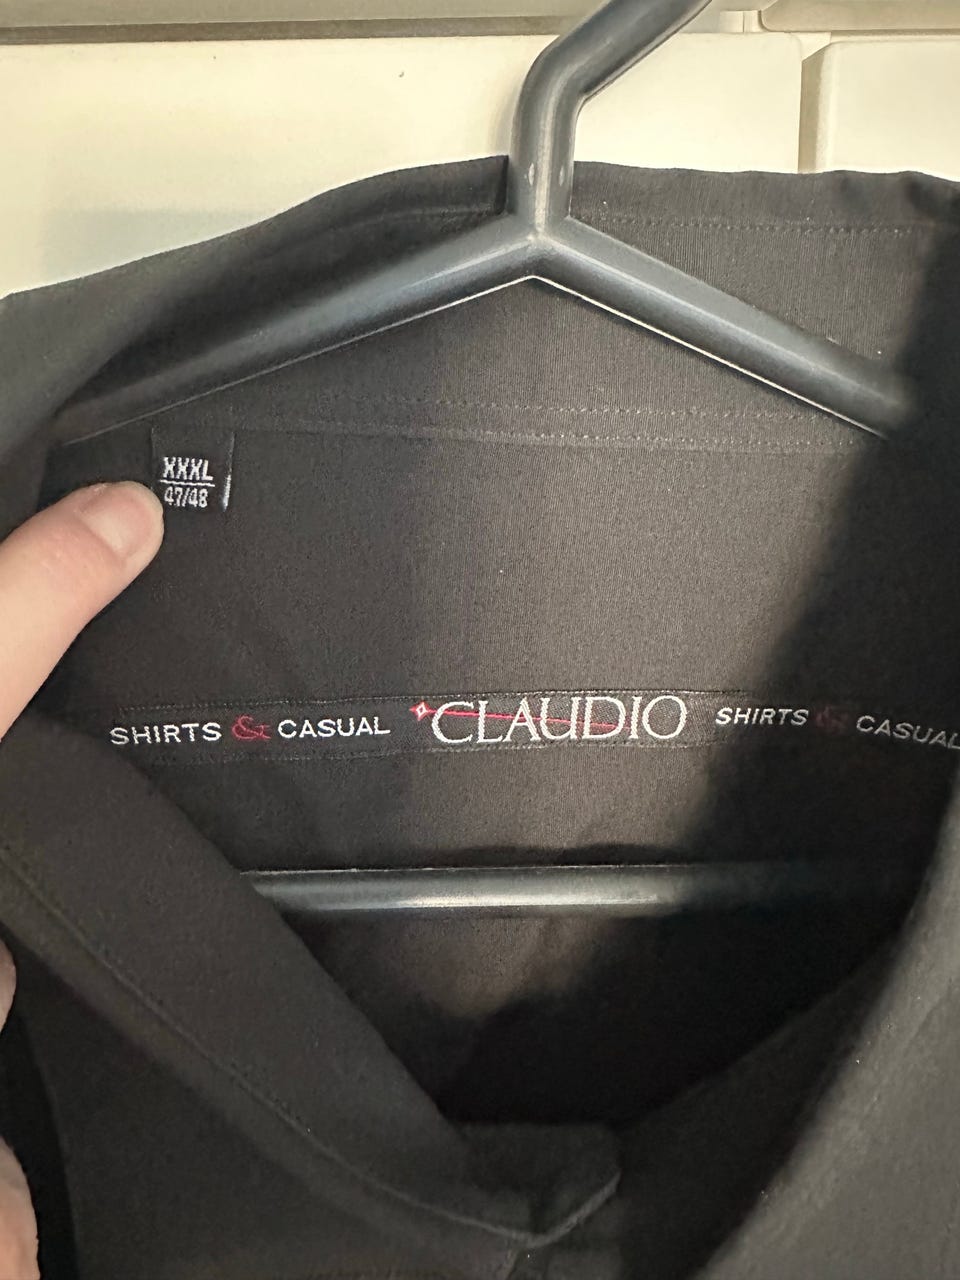 XXXL
47/48
SHIRTS & CASUAL CLAUDIO SHIRTS & CASUAL